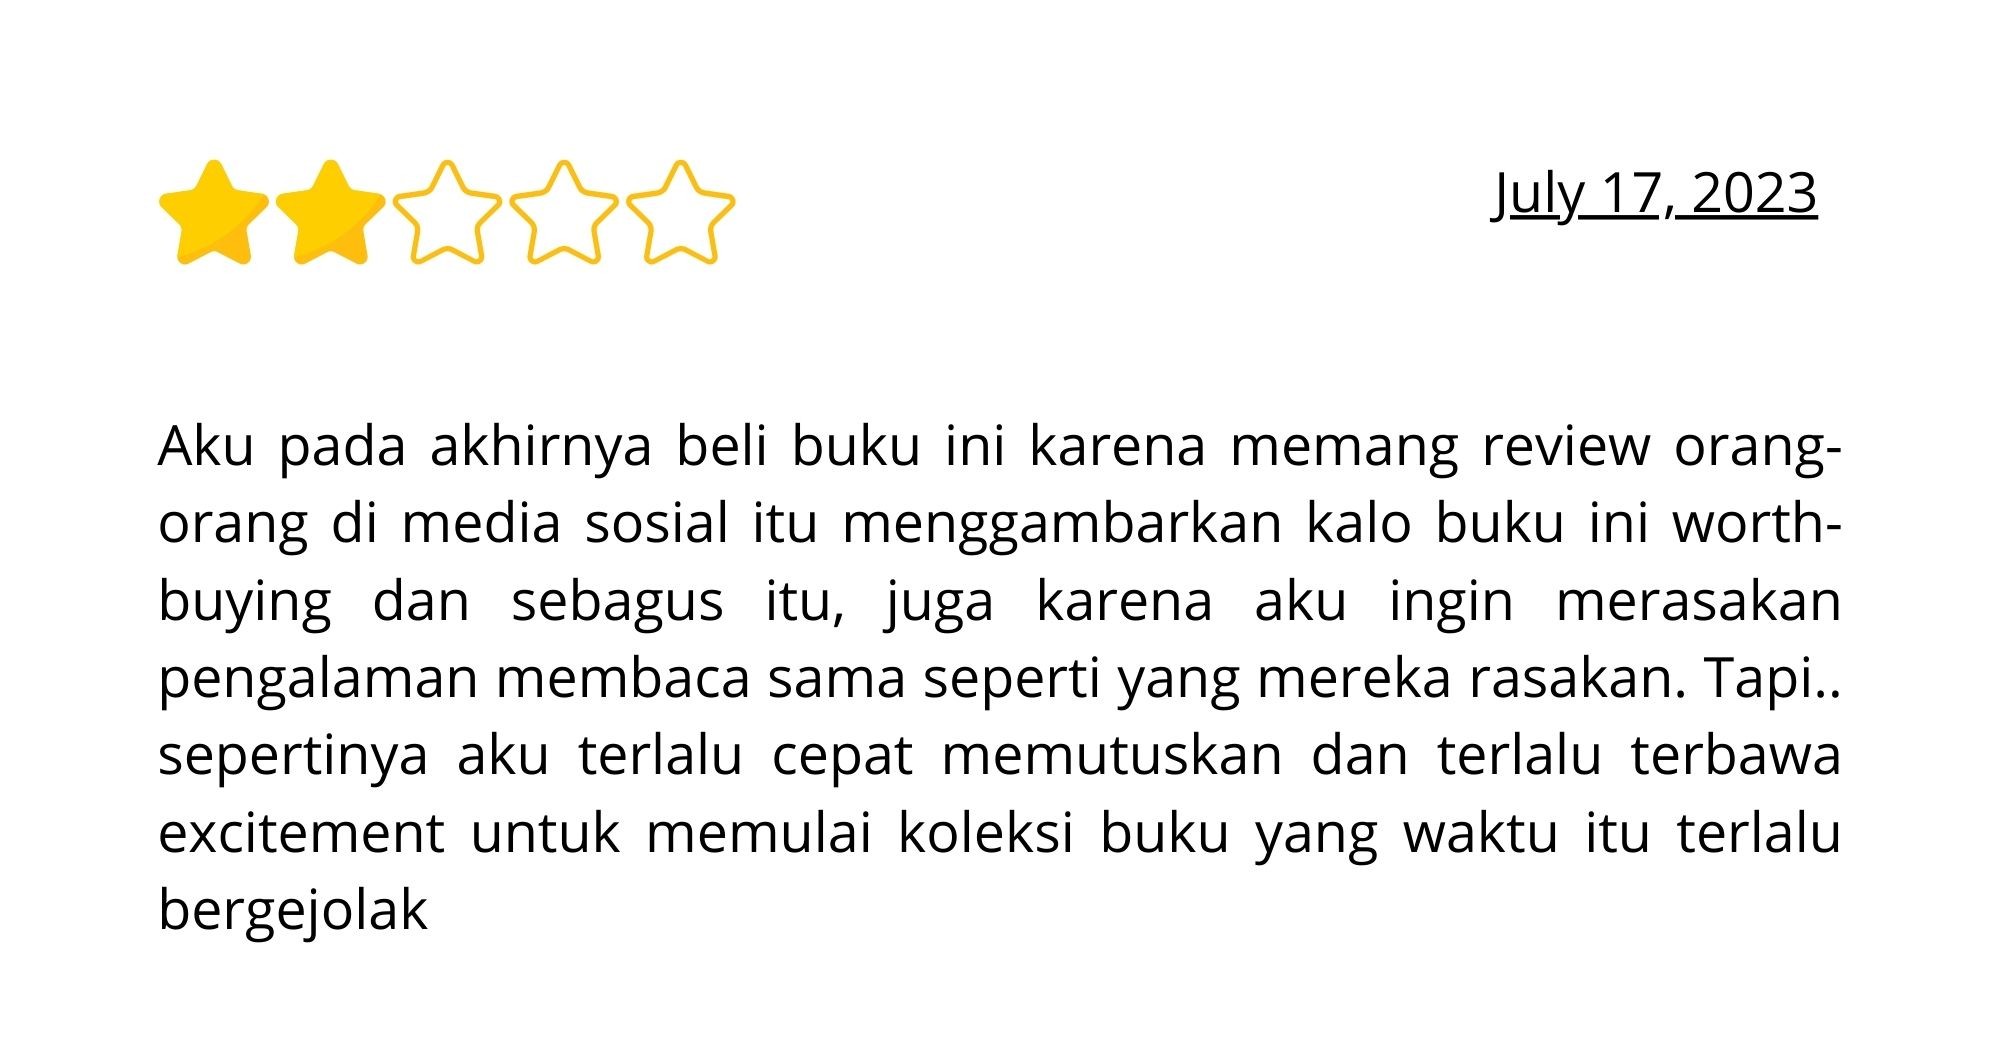 July 17, 2023
Aku pada akhirnya beli buku ini karena memang review orang-
orang di media sosial itu menggambarkan kalo buku ini worth-
buying dan sebagus itu, juga karena aku ingin merasakan
pengalaman membaca sama seperti yang mereka rasakan. Tapi..
sepertinya aku terlalu cepat memutuskan dan terlalu terbawa
excitement untuk memulai koleksi buku yang waktu itu terlalu
bergejolak